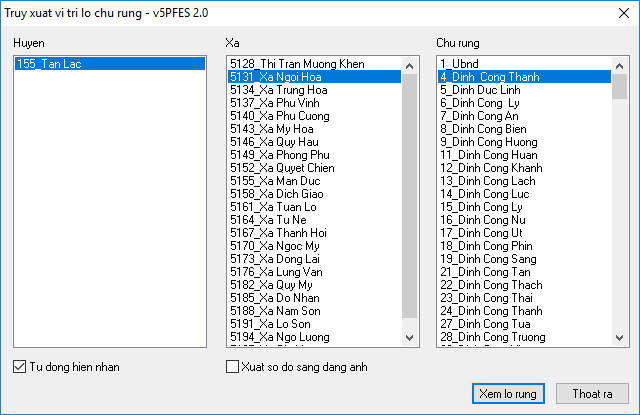 Truy xuat vi tri lo chu rung - v5PFES 2.0
Huyen
155_Tan Lac
Xa
5128_Thi Tran Muong Khen
5131_Xa Ngoi Hoa
5134_Xa Trung Hoa
5137_Xa Phu Vinh
5140_Xa Phu Cuong
5143_Xa My Hoa
5146_Xa Quy Hau
5149_Xa Phong Phu
5152_Xa Quyet Chien
5155_Xa Man Duc
5158_Xa Dich Giao
5161_Xa Tuan Lo
5164_Xa Tu Ne
5167_Xa Thanh Hoi
5170_Xa Ngoc My
5173_Xa Dong Lai
5176_Xa Lung Van
5182_Xa Quy My
5185_Xa Do Nhan
5188_Xa Nam Son
5191_Xa Lo Son
5194_Xa Ngo Luong
Chu rung
1_Ubnd
4_Dinh  Cong Thanh
5_Dinh Duc Linh
6_Dinh Cong  Ly
7_Dinh Cong An
8_Dinh Cong Bien
9_Dinh Cong Huong
11_Dinh Cong Huan
12_Dinh Cong Khanh
13_Dinh Cong Lach
14_Dinh Cong Luc
15_Dinh Cong Ly
16_Dinh Cong Nu
17_Dinh Cong Ut
18_Dinh Cong Phin
19_Dinh Cong Sang
21_Dinh Cong Tan
22_Dinh Cong Thach
23_Dinh Cong Thai
24_Dinh Cong Thanh
27_Dinh Cong Tua
28_Dinh Cong Truong
Tu dong hien nhan
Xuat so do sang dang anh
Xem lo rung
Thoat ra